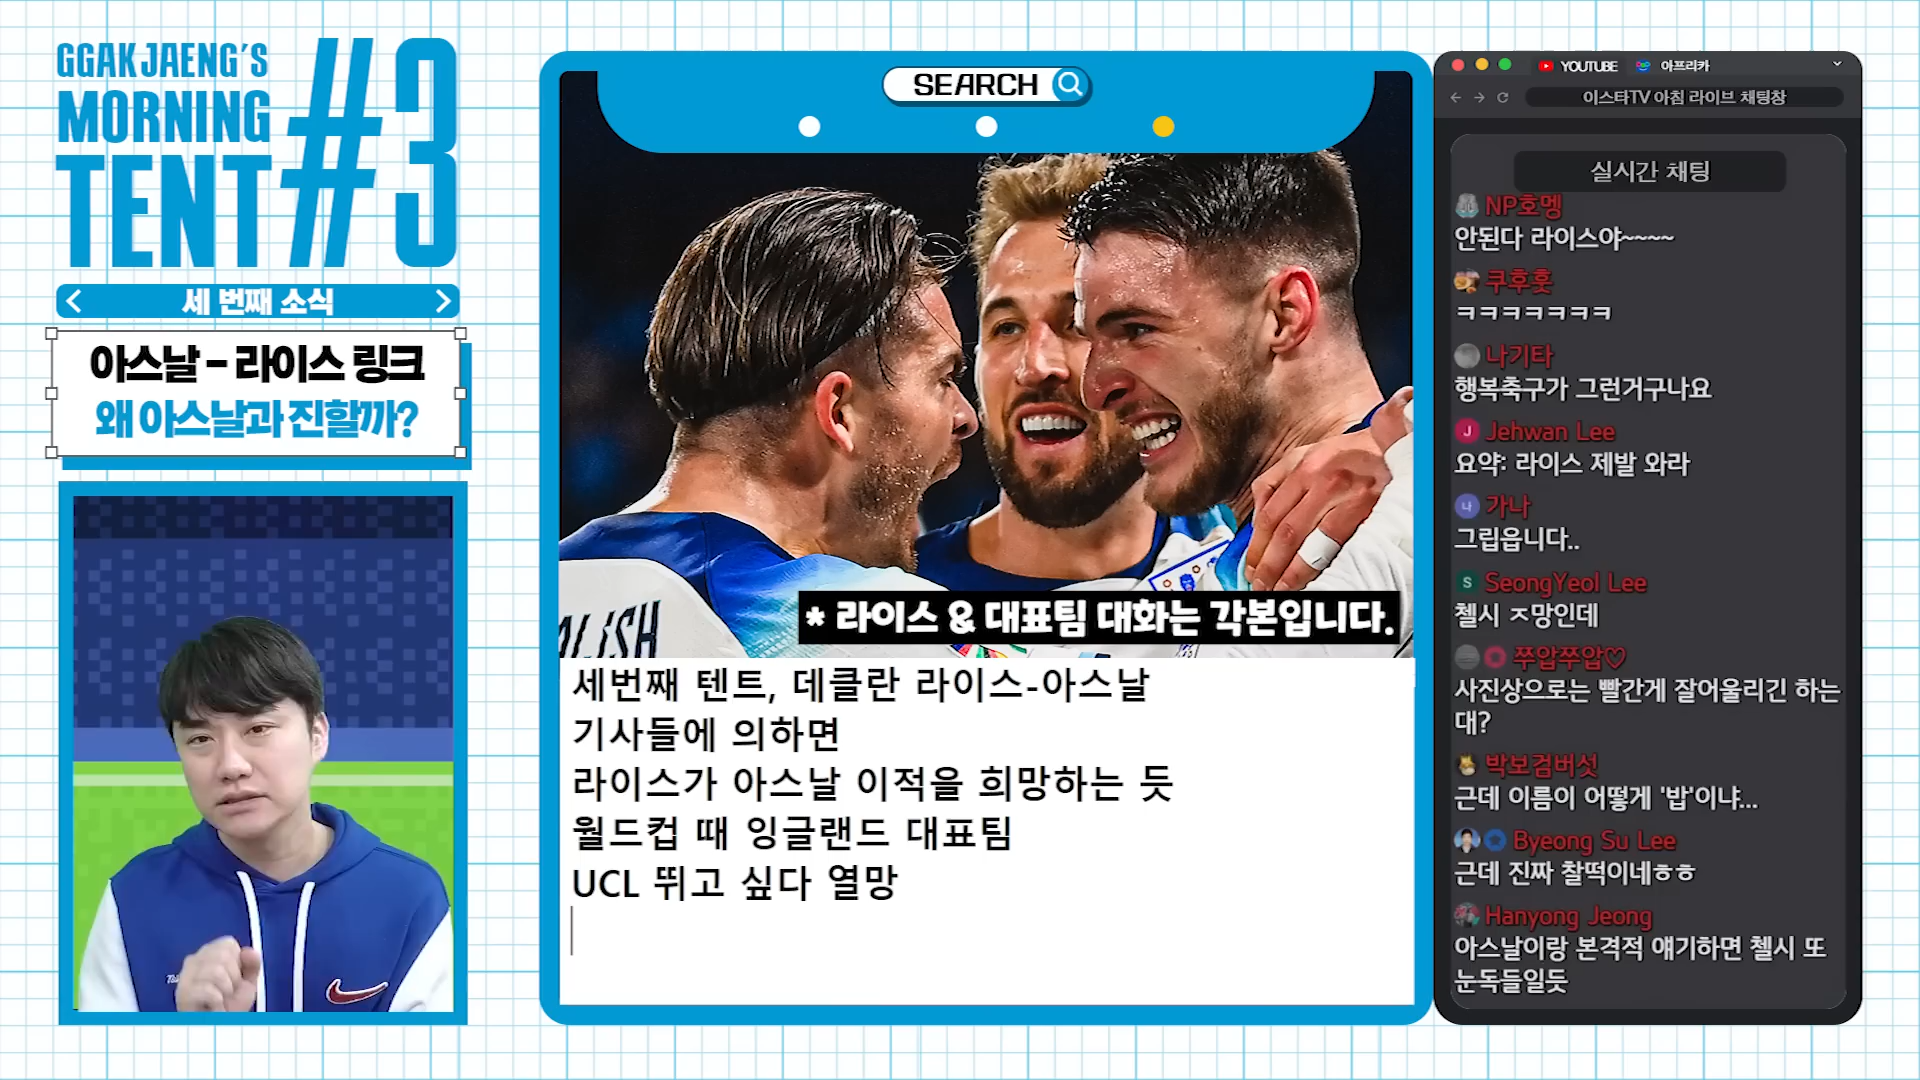 GGAK JAENG'S
MORNING
TENT
#3
세 번째 소식
아스날 - 라이스 링크
왜 아스날과 진할까?
SEARCH
* 라이스 & 대표팀 대화는 각본입니다.
세번째 텐트, 데클란 라이스-아스날
기사들에 의하면
라이스가 아스날 이적을 희망하는 듯
월드컵 때 잉글랜드 대표팀
UCL 뛰고 싶다 열망
YOUTUBE 아프리카
이스타TV 아침 라이브 채팅창
실시간 채팅
NP호멩
안된다 라이스야~~~~
쿠후훗
ㅋㅋㅋㅋㅋㅋㅋ
나기타
행복축구가 그런거구나요
J Jehwan Lee
요약: 라이스 제발 와라
나 가나
그립읍니다..
S SeongYeol Lee
첼시 ㅈ망인데
쭈압쭈압♡
사진상으로는 빨간게 잘어울리긴 하는
대?
박보검버섯
근데 이름이 어떻게 '밥'이냐...
Byeong Su Lee
근데 진짜 찰떡이네ㅎㅎ
Hanyong Jeong
아스날이랑 본격적 얘기하면 첼시 또
눈독들일듯